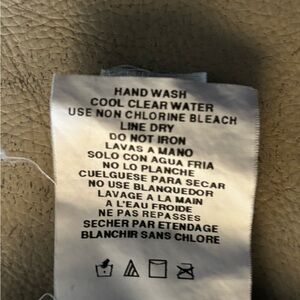 HAND WASH
COOL CLEAR WATER
USE NON CHLORINE BLEACH
LINE DRY
DO NOT IRON
LAVAS A MANO
SOLO CON AGUA FRIA
NO LO PLANCHE
CUELGUESE PARA SECAR
NO USE BLANQUEDOR
LAVAGE A LA MAIN
A L'EAU FROIDE
NE PAS REPASSES
SECHER PAR ETENDAGE
BLANCHIR SANS CHLORE